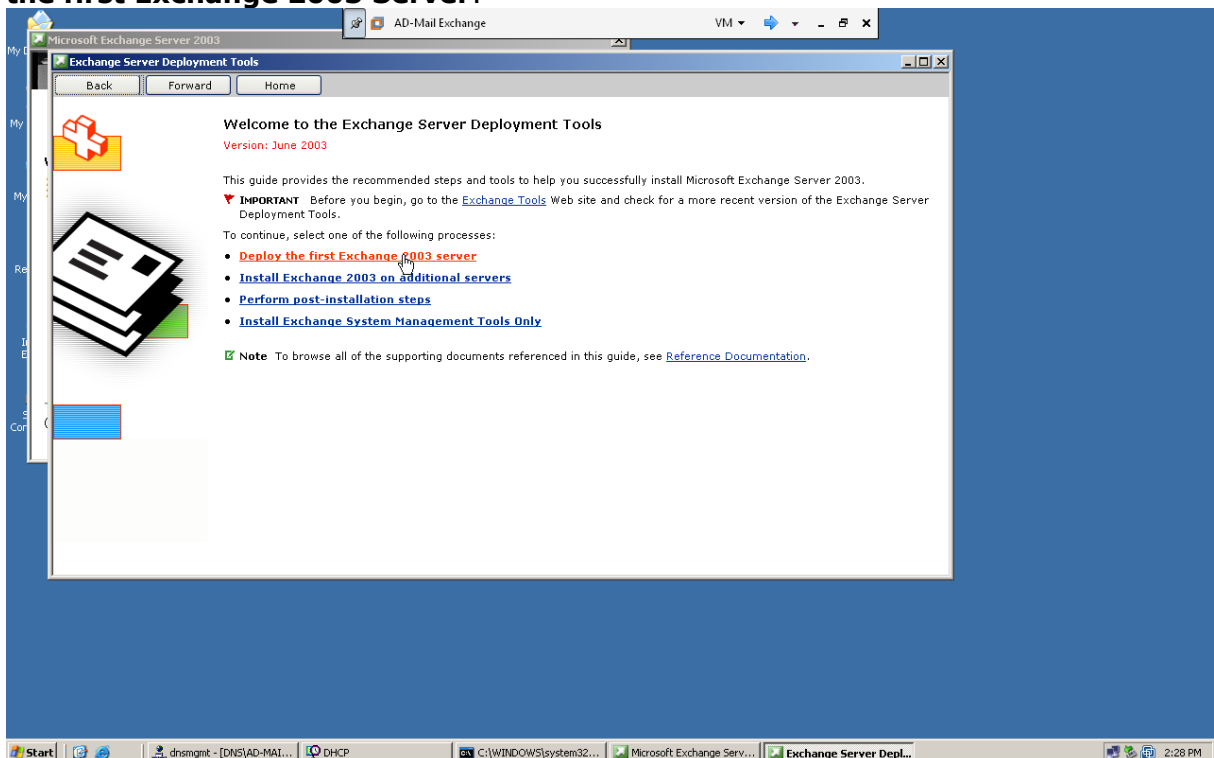 the first Exchange 2003 Server.
AD-Mail Exchange
VM
Microsoft Exchange Server 2003
Exchange Server Deployment Tools
Back
Forward
Home
Welcome to the Exchange Server Deployment Tools
Version: June 2003
This guide provides the recommended steps and tools to help you successfully install Microsoft Exchange Server 2003.
IMPORTANT Before you begin, go to the Exchange Tools Web site and check for a more recent version of the Exchange Server
Deployment Tools.
To continue, select one of the following processes:
• Deploy the first Exchange 2003 server
• Install Exchange 2003 on additional servers
• Perform post-installation steps
• Install Exchange System Management Tools Only
Note To browse all of the supporting documents referenced in this guide, see Reference Documentation.
My
My
Re
Start
dnsmgmt - [DNS\AD-MAI...
DHCP
C:\WINDOWS\system32...
Microsoft Exchange Serv...
Exchange Server Depl...
2:28 PM